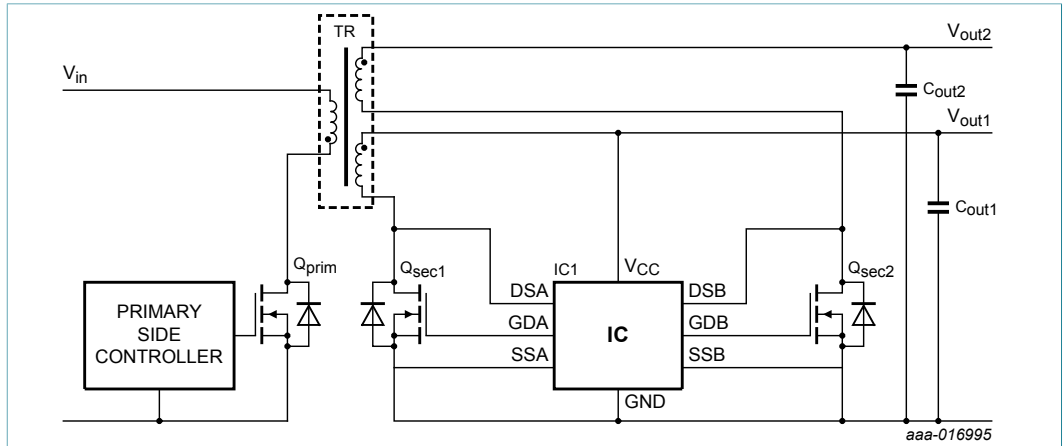 TR
Vout2
Vin
Cout2
Vout1
Cout1
Qprim
Qsec1
IC1
VCC
Qsec2
DSA
DSB
PRIMARY
SIDE
CONTROLLER
GDA
IC
GDB
SSA
SSB
GND
aaa-016995